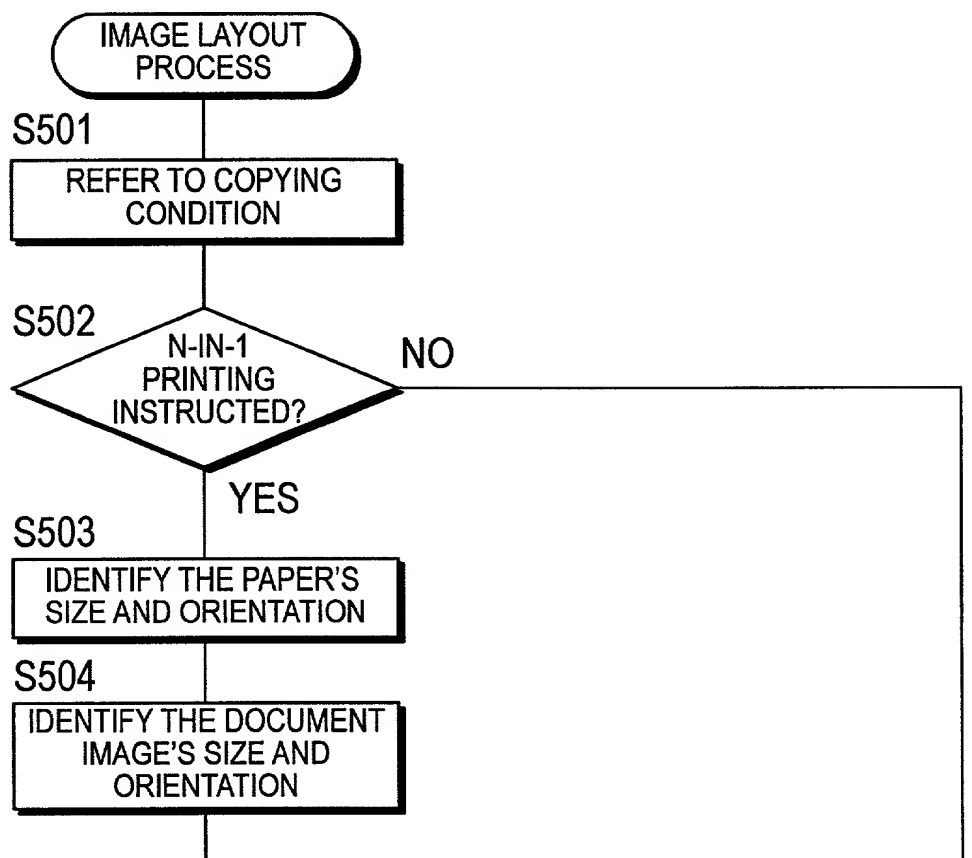 IMAGE LAYOUT
PROCESS
S501
REFER TO COPYING
CONDITION
S502
N-IN-1
PRINTING
INSTRUCTED?
NO
YES
S503
IDENTIFY THE PAPER'S
SIZE AND ORIENTATION
S504
IDENTIFY THE DOCUMENT
IMAGE'S SIZE AND
ORIENTATION